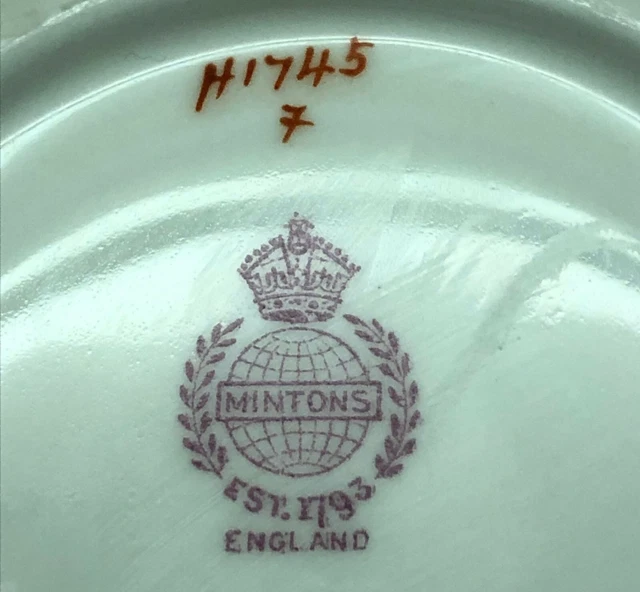 H1745
7
MINTONS
EST. 1793
ENGLAND